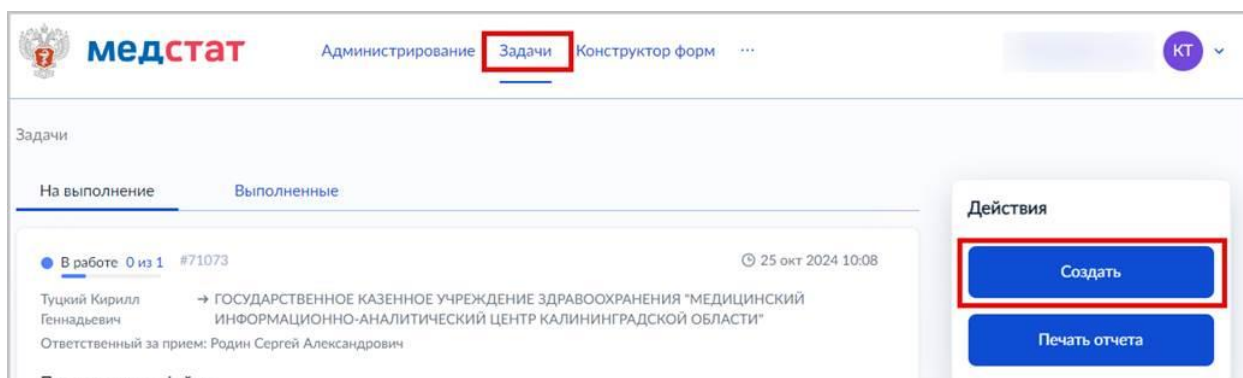 медстат
Администрирование Задачи Конструктор форм ...
КТ
Задачи
На выполнение Выполненные
Действия
В работе 0 из 1 #71073 25 окт 2024 10:08
Создать
Туцкий Кирилл → ГОСУДАРСТВЕННОЕ КАЗЕННОЕ УЧРЕЖДЕНИЕ ЗДРАВООХРАНЕНИЯ "МЕДИЦИНСКИЙ
Геннадьевич ИНФОРМАЦИОННО-АНАЛИТИЧЕСКИЙ ЦЕНТР КАЛИНИНГРАДСКОЙ ОБЛАСТИ"
Ответственный за прием: Родин Сергей Александрович
Печать отчета